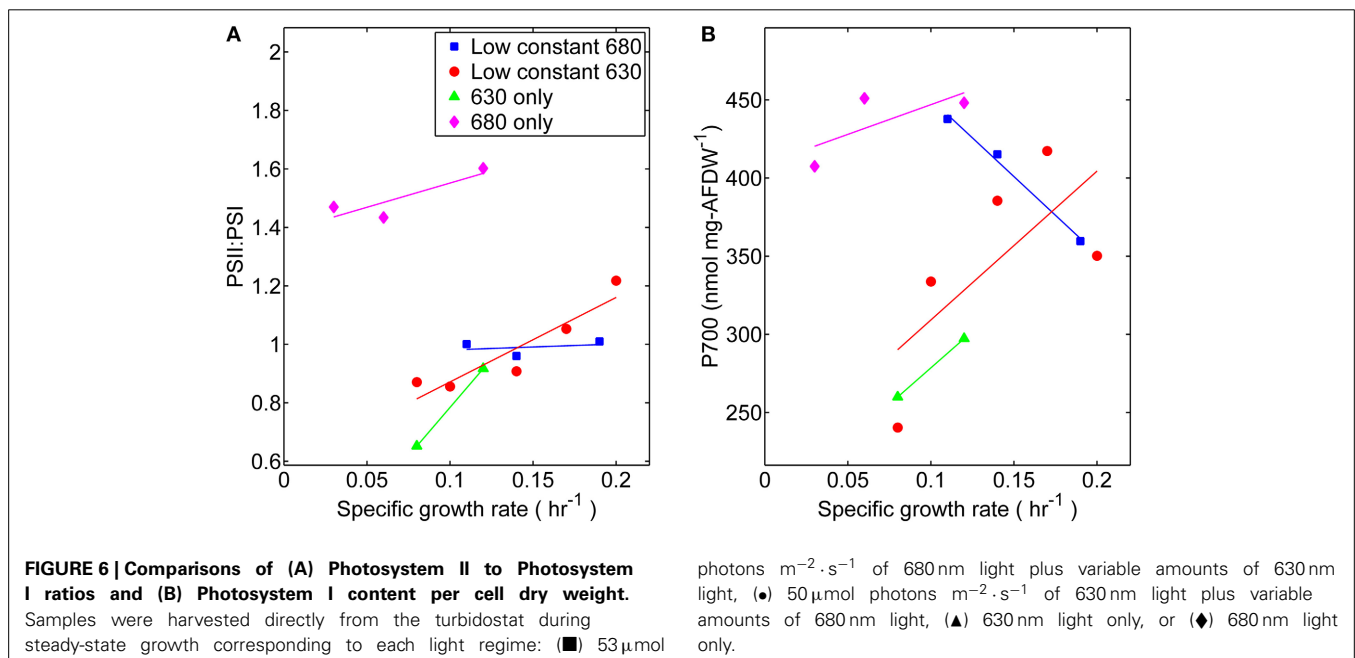 A
2
1.8
1.6
1.4
1.2
1
0.8
0.6
PSII:PSI
0 0.05 0.1 0.15 0.2
Specific growth rate ( hr⁻¹ )
Low constant 680
Low constant 630
630 only
680 only
B
450
400
350
300
250
P700 (nmol mg-AFDW⁻¹)
0 0.05 0.1 0.15 0.2
Specific growth rate ( hr⁻¹ )
FIGURE 6 | Comparisons of (A) Photosystem II to Photosystem
I ratios and (B) Photosystem I content per cell dry weight.
Samples were harvested directly from the turbidostat during
steady-state growth corresponding to each light regime: (■) 53 μmol
photons m⁻² · s⁻¹ of 680 nm light plus variable amounts of 630 nm
light, (●) 50 μmol photons m⁻² · s⁻¹ of 630 nm light plus variable
amounts of 680 nm light, (▲) 630 nm light only, or (◆) 680 nm light
only.